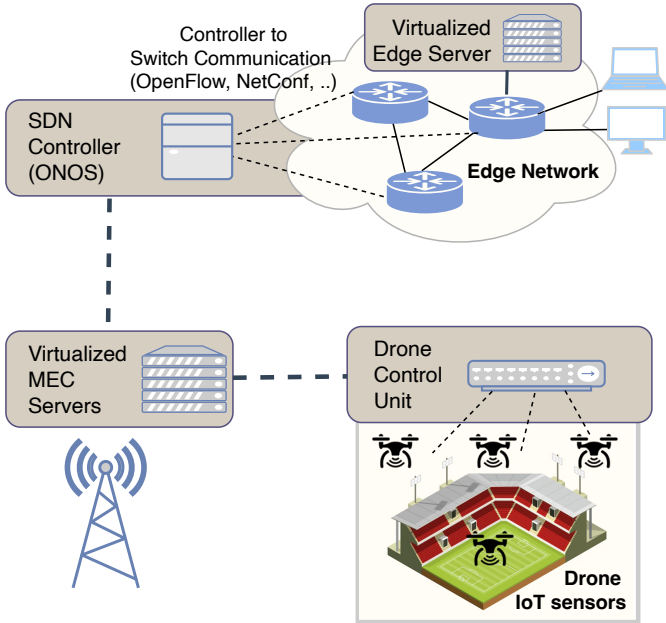 Controller to
Switch Communication
(OpenFlow, NetConf, ..)
Virtualized
Edge Server
SDN
Controller
(ONOS)
Edge Network
Virtualized
MEC
Servers
Drone
Control
Unit
Drone
IoT sensors